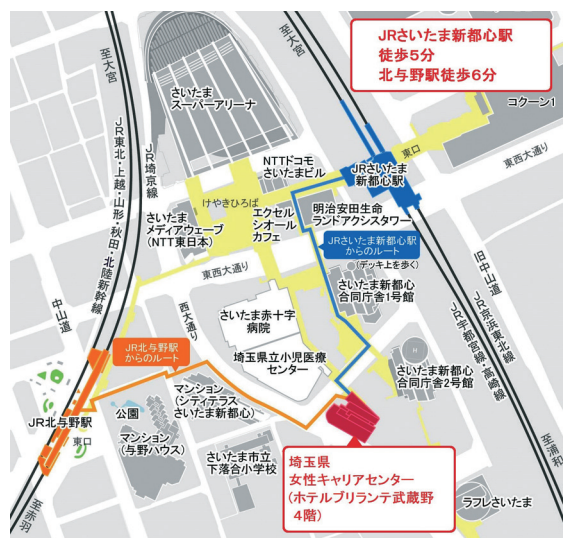 JRさいたま新都心駅
徒歩5分
北与野駅徒歩6分
至大宮
至大宮
さいたま
スーパーアリーナ
コクーン1
JR東北・上越・山形・秋田・北陸新幹線
JR埼京線
NTTドコモ
さいたまビル
JRさいたま
新都心駅
東口
東西大通り
けやきひろば
さいたま
メディアウェーブ
(NTT東日本)
エクセル
シオール
カフェ
明治安田生命
ランドアクシスタワー
JRさいたま新都心駅
からのルート
(デッキ上を歩く)
旧中山道
中山道
東西大通り
西大通り
さいたま赤十字
病院
さいたま新都心
合同庁舎1号館
JR京浜東北線
JR宇都宮線・高崎線
JR北与野駅
からのルート
埼玉県立小児医療
センター
H
さいたま新都心
合同庁舎2号館
マンション
(シティテラス
さいたま新都心)
公園
JR北与野駅
東口
マンション
(与野ハウス)
さいたま市立
下落合小学校
至浦和
埼玉県
女性キャリアセンター
(ホテルブリランテ武蔵野
4階)
ラフレさいたま
至赤羽